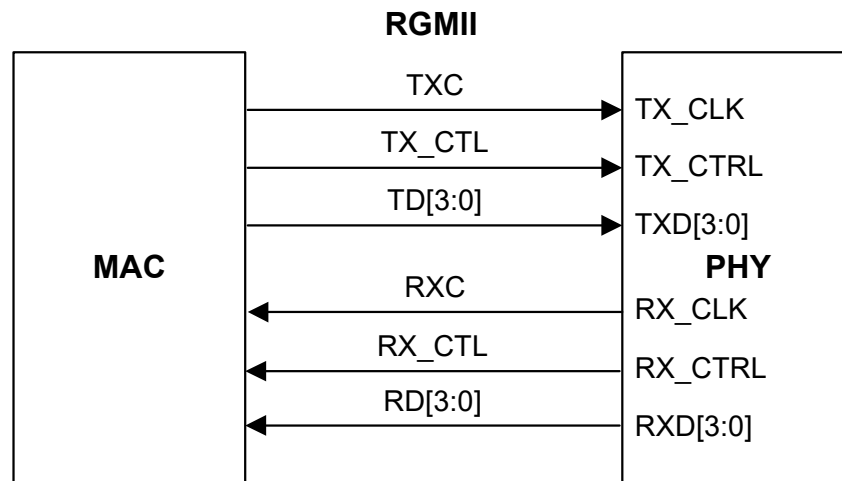 RGMII
TXC
TX_CLK
TX_CTL
TX_CTRL
TD[3:0]
TXD[3:0]
MAC
PHY
RXC
RX_CLK
RX_CTL
RX_CTRL
RD[3:0]
RXD[3:0]